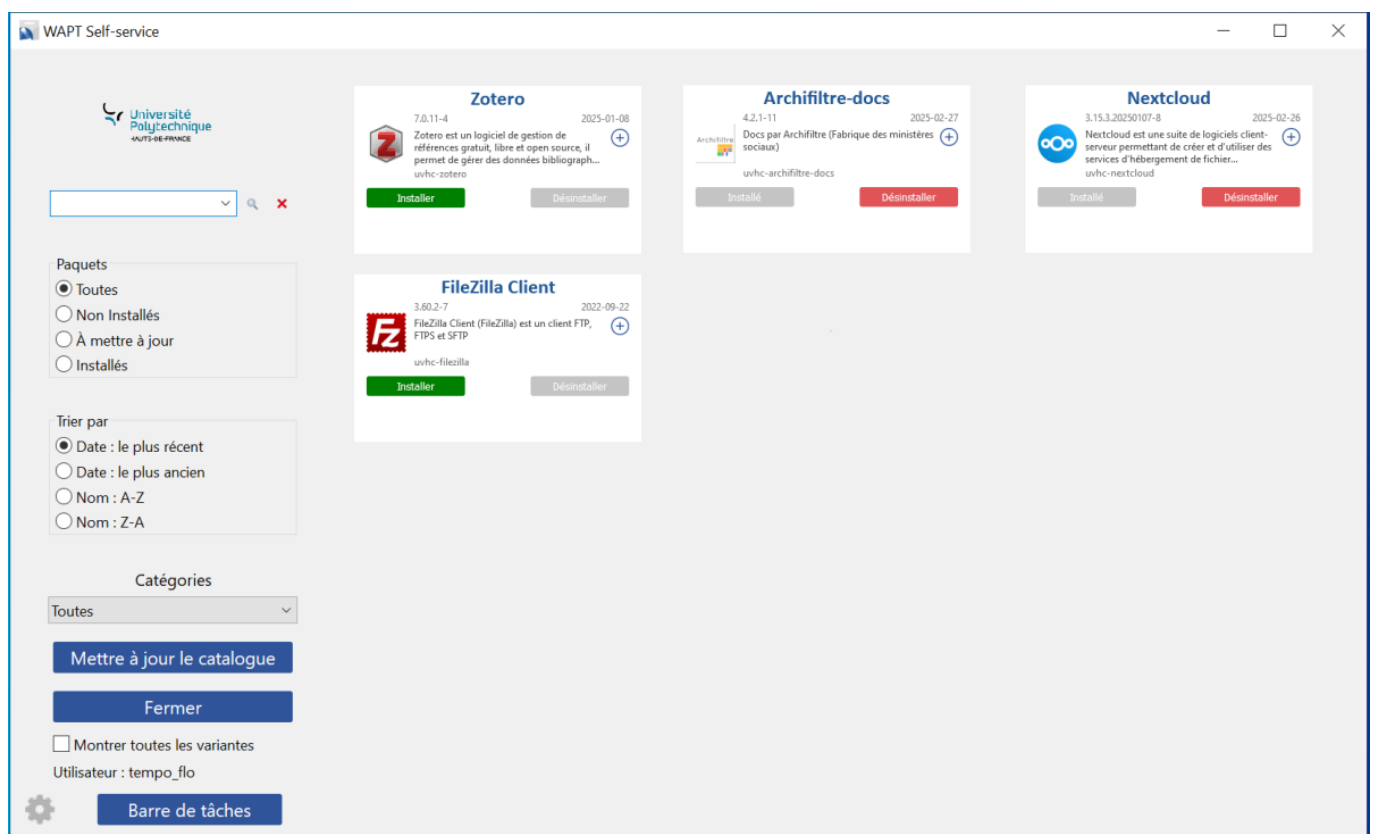 WAPT Self-service
Université
Polytechnique
HAUTS-DE-FRANCE
Paquets
Toutes
Non Installés
À mettre à jour
Installés
Trier par
Date : le plus récent
Date : le plus ancien
Nom : A-Z
Nom : Z-A
Catégories
Toutes
Mettre à jour le catalogue
Fermer
Montrer toutes les variantes
Utilisateur : tempo_flo
Barre de tâches
Zotero
7.0.11-4 2025-01-08
Zotero est un logiciel de gestion de
références gratuit, libre et open source, il
permet de gérer des données bibliograph...
uvhc-zotero
Installer Désinstaller
Archifiltre-docs
4.2.1-11 2025-02-27
Archifiltre
Docs par Archifiltre (Fabrique des ministères
sociaux)
uvhc-archifiltre-docs
Installé Désinstaller
Nextcloud
3.15.3.20250107-8 2025-02-26
Nextcloud est une suite de logiciels client-
serveur permettant de créer et d'utiliser des
services d'hébergement de fichier...
uvhc-nextcloud
Installé Désinstaller
FileZilla Client
3.60.2-7 2022-09-22
FileZilla Client (FileZilla) est un client FTP,
FTPS et SFTP
uvhc-filezilla
Installer Désinstaller